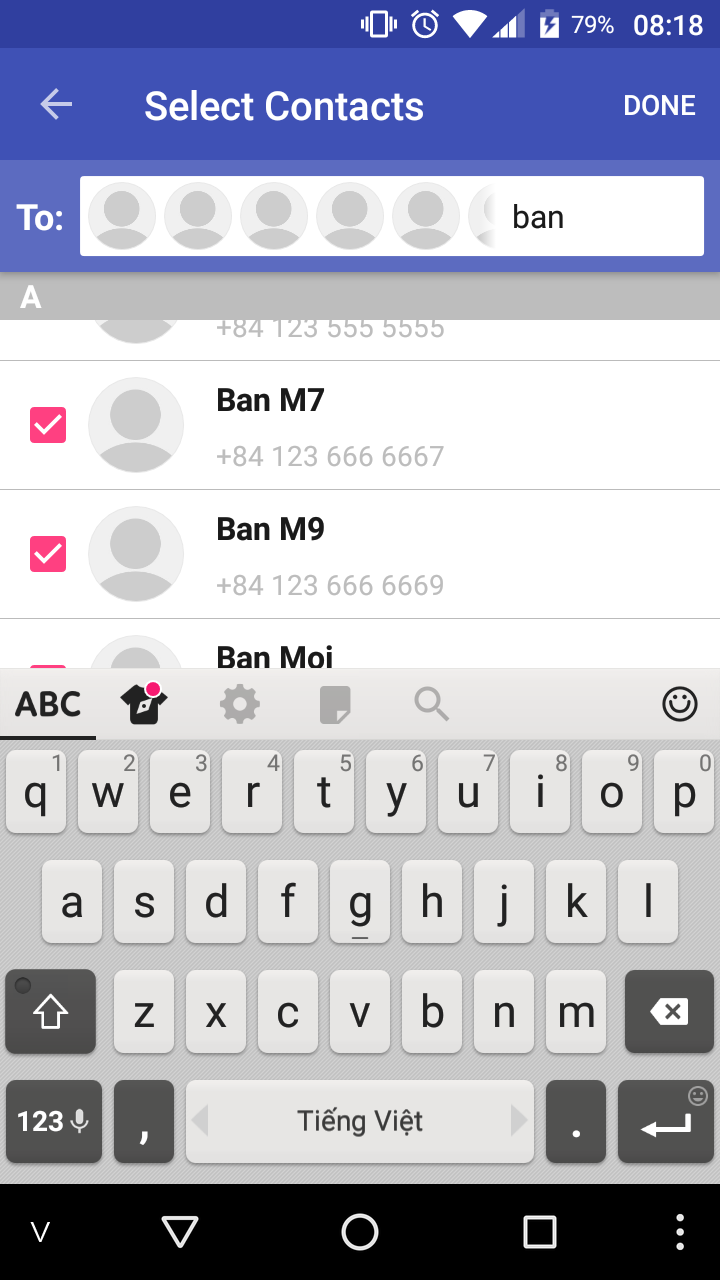 79% 08:18
Select Contacts DONE
To: ban
A
+84 123 555 5555
Ban M7
+84 123 666 6667
Ban M9
+84 123 666 6669
Ban Moi
ABC
1 2 3 4 5 6 7 8 9 0
q w e r t y u i o p
a s d f g h j k l
z x c v b n m
123 , Tiếng Việt .